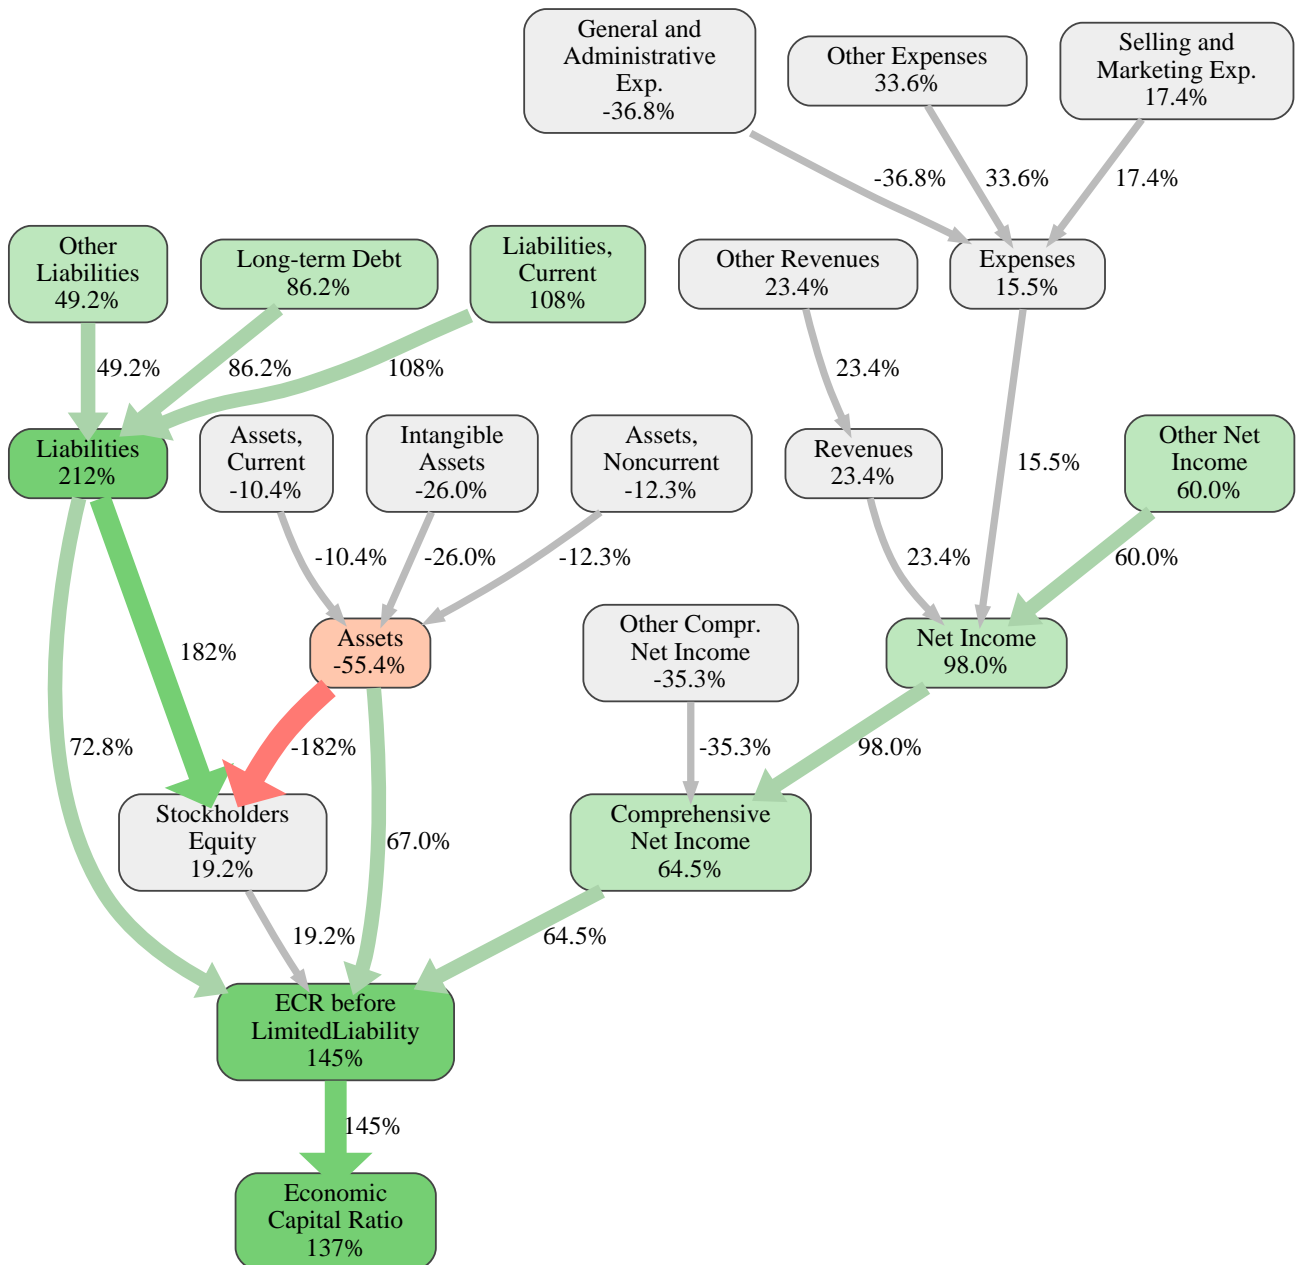 General and
Administrative
Exp.
-36.8%
Other Expenses
33.6%
Selling and
Marketing Exp.
17.4%
-36.8%
33.6%
17.4%
Other
Liabilities
49.2%
Long-term Debt
86.2%
Liabilities,
Current
108%
Other Revenues
23.4%
Expenses
15.5%
49.2%
86.2%
108%
23.4%
Liabilities
212%
Assets,
Current
-10.4%
Intangible
Assets
-26.0%
Assets,
Noncurrent
-12.3%
Revenues
23.4%
15.5%
Other Net
Income
60.0%
-10.4%
-26.0%
-12.3%
23.4%
60.0%
182%
Assets
-55.4%
Other Compr.
Net Income
-35.3%
Net Income
98.0%
72.8%
-182%
-35.3%
98.0%
Stockholders
Equity
19.2%
67.0%
Comprehensive
Net Income
64.5%
19.2%
64.5%
ECR before
LimitedLiability
145%
145%
Economic
Capital Ratio
137%